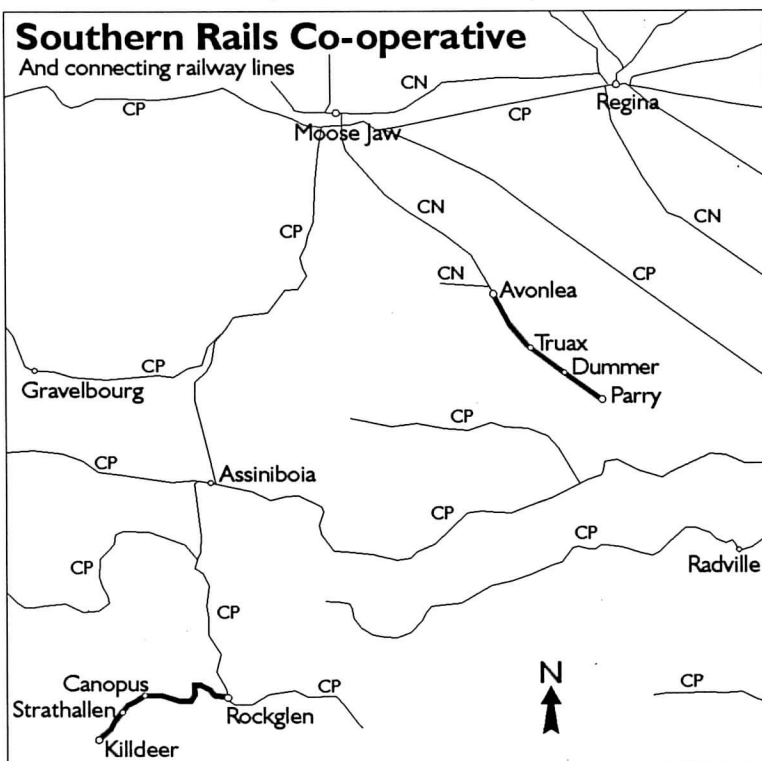 Southern Rails Co-operative
And connecting railway lines
CN
CP
CP
Regina
Moose Jaw
CN
CN
CP
CP
CN
Avonlea
Truax
CP
Dummer
Gravelbourg
Parry
CP
CP
Assiniboia
CP
CP
CP
Radville
CP
N
Canopus
CP
CP
Strathallen
Rockglen
Killdeer